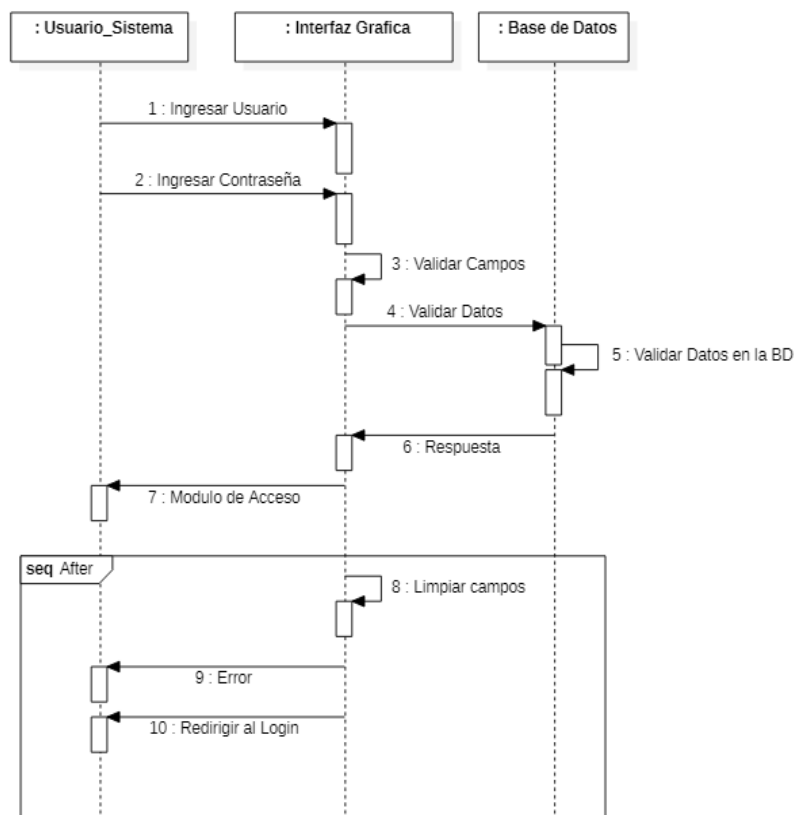 : Usuario_Sistema
: Interfaz Grafica
: Base de Datos
1 : Ingresar Usuario
2 : Ingresar Contraseña
3 : Validar Campos
4 : Validar Datos
5 : Validar Datos en la BD
6 : Respuesta
7 : Modulo de Acceso
seq After
8 : Limpiar campos
9 : Error
10 : Redirigir al Login